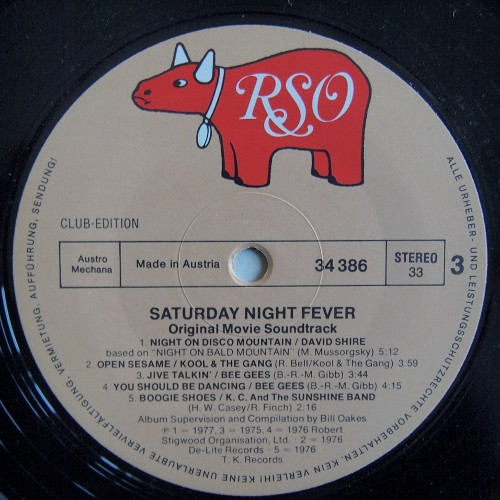 RSO
CLUB-EDITION
Austro
Mechana
Made in Austria
34 386
STEREO
33
3
SATURDAY NIGHT FEVER
Original Movie Soundtrack
1. NIGHT ON DISCO MOUNTAIN / DAVID SHIRE
based on "NIGHT ON BALD MOUNTAIN" (M. Mussorgsky) 5:12
2. OPEN SESAME / KOOL & THE GANG (R. Bell/Kool & The Gang) 3:59
3. JIVE TALKIN' / BEE GEES (B.-R.-M. Gibb) 3:44
4. YOU SHOULD BE DANCING / BEE GEES (B.-R.-M. Gibb) 4:15
5. BOOGIE SHOES / K. C. And The SUNSHINE BAND
(H. W. Casey/R. Finch) 2:16
Album Supervision and Compilation by Bill Oakes
℗ 1 = 1977, 3 = 1975, 4 = 1976 Robert
Stigwood Organisation, Ltd. · 2 = 1976
De-Lite Records · 5 = 1976
T. K. Records
ALLE URHEBER- UND LEISTUNGSSCHUTZRECHTE VORBEHALTEN. KEIN VERLEIH! KEINE UNERLAUBTE VERVIELFÄLTIGUNG, VERMIETUNG, AUFFÜHRUNG, SENDUNG!